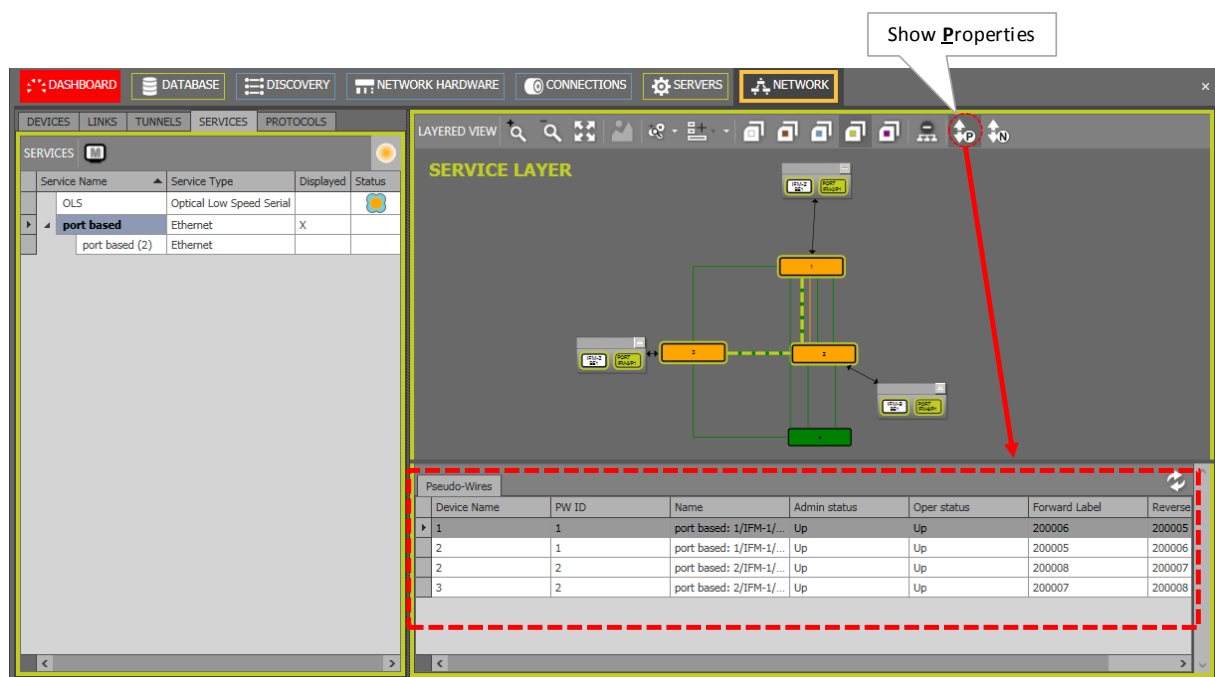 Show Properties
DASHBOARD DATABASE DISCOVERY NETWORK HARDWARE CONNECTIONS SERVERS NETWORK
DEVICES LINKS TUNNELS SERVICES PROTOCOLS
LAYERED VIEW P N
SERVICES M
SERVICE LAYER
Service Name Service Type Displayed Status
OLS Optical Low Speed Serial
port based Ethernet X
port based (2) Ethernet
1
3 2
4
Pseudo-Wires
Device Name PW ID Name Admin status Oper status Forward Label Reverse
1 1 port based: 1/IFM-1/... Up Up 200006 200005
2 1 port based: 1/IFM-1/... Up Up 200005 200006
2 2 port based: 2/IFM-1/... Up Up 200008 200007
3 2 port based: 2/IFM-1/... Up Up 200007 200008